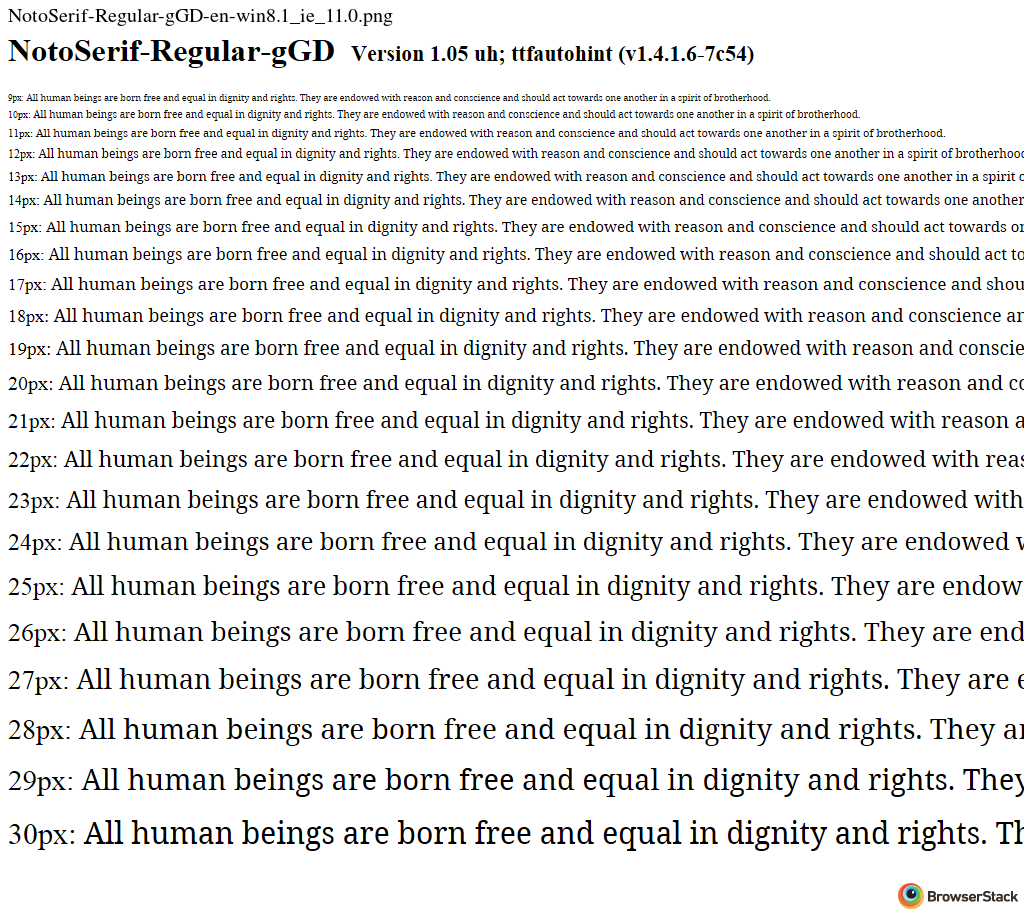 NotoSerif-Regular-gGD-en-win8.1_ie_11.0.png
NotoSerif-Regular-gGD Version 1.05 uh; ttfautohint (v1.4.1.6-7c54)
9px: All human beings are born free and equal in dignity and rights. They are endowed with reason and conscience and should act towards one another in a spirit of brotherhood.
10px: All human beings are born free and equal in dignity and rights. They are endowed with reason and conscience and should act towards one another in a spirit of brotherhood.
11px: All human beings are born free and equal in dignity and rights. They are endowed with reason and conscience and should act towards one another in a spirit of brotherhood.
12px: All human beings are born free and equal in dignity and rights. They are endowed with reason and conscience and should act towards one another in a spirit of brotherhoo
13px: All human beings are born free and equal in dignity and rights. They are endowed with reason and conscience and should act towards one another in a spirit o
14px: All human beings are born free and equal in dignity and rights. They are endowed with reason and conscience and should act towards one another
15px: All human beings are born free and equal in dignity and rights. They are endowed with reason and conscience and should act towards or
16px: All human beings are born free and equal in dignity and rights. They are endowed with reason and conscience and should act to
17px: All human beings are born free and equal in dignity and rights. They are endowed with reason and conscience and shou
18px: All human beings are born free and equal in dignity and rights. They are endowed with reason and conscience ar
19px: All human beings are born free and equal in dignity and rights. They are endowed with reason and conscie
20px: All human beings are born free and equal in dignity and rights. They are endowed with reason and co
21px: All human beings are born free and equal in dignity and rights. They are endowed with reason a
22px: All human beings are born free and equal in dignity and rights. They are endowed with reas
23px: All human beings are born free and equal in dignity and rights. They are endowed with
24px: All human beings are born free and equal in dignity and rights. They are endowed v
25px: All human beings are born free and equal in dignity and rights. They are endow
26px: All human beings are born free and equal in dignity and rights. They are end
27px: All human beings are born free and equal in dignity and rights. They are e
28px: All human beings are born free and equal in dignity and rights. They ar
29px: All human beings are born free and equal in dignity and rights. They
30px: All human beings are born free and equal in dignity and rights. Th
BrowserStack